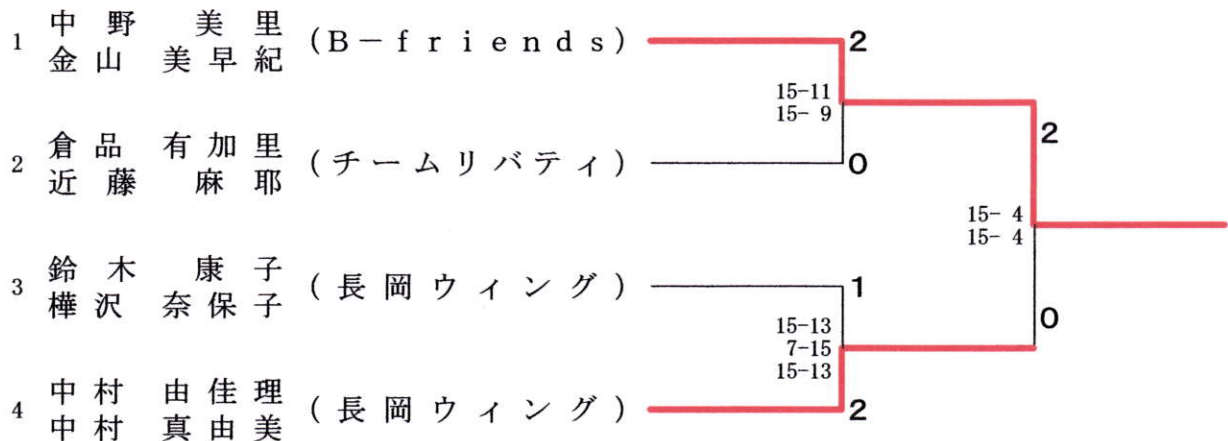 1 中野 美里 (B-friends) 2
金山 美早紀
15-11
15- 9
2 倉品 有加里 (チームリバティ) 0
近藤 麻耶
2
15- 4
15- 4
3 鈴木 康子 (長岡ウィング) 1
樺沢 奈保子
0
15-13
7-15
15-13
4 中村 由佳理 (長岡ウィング) 2
中村 真由美